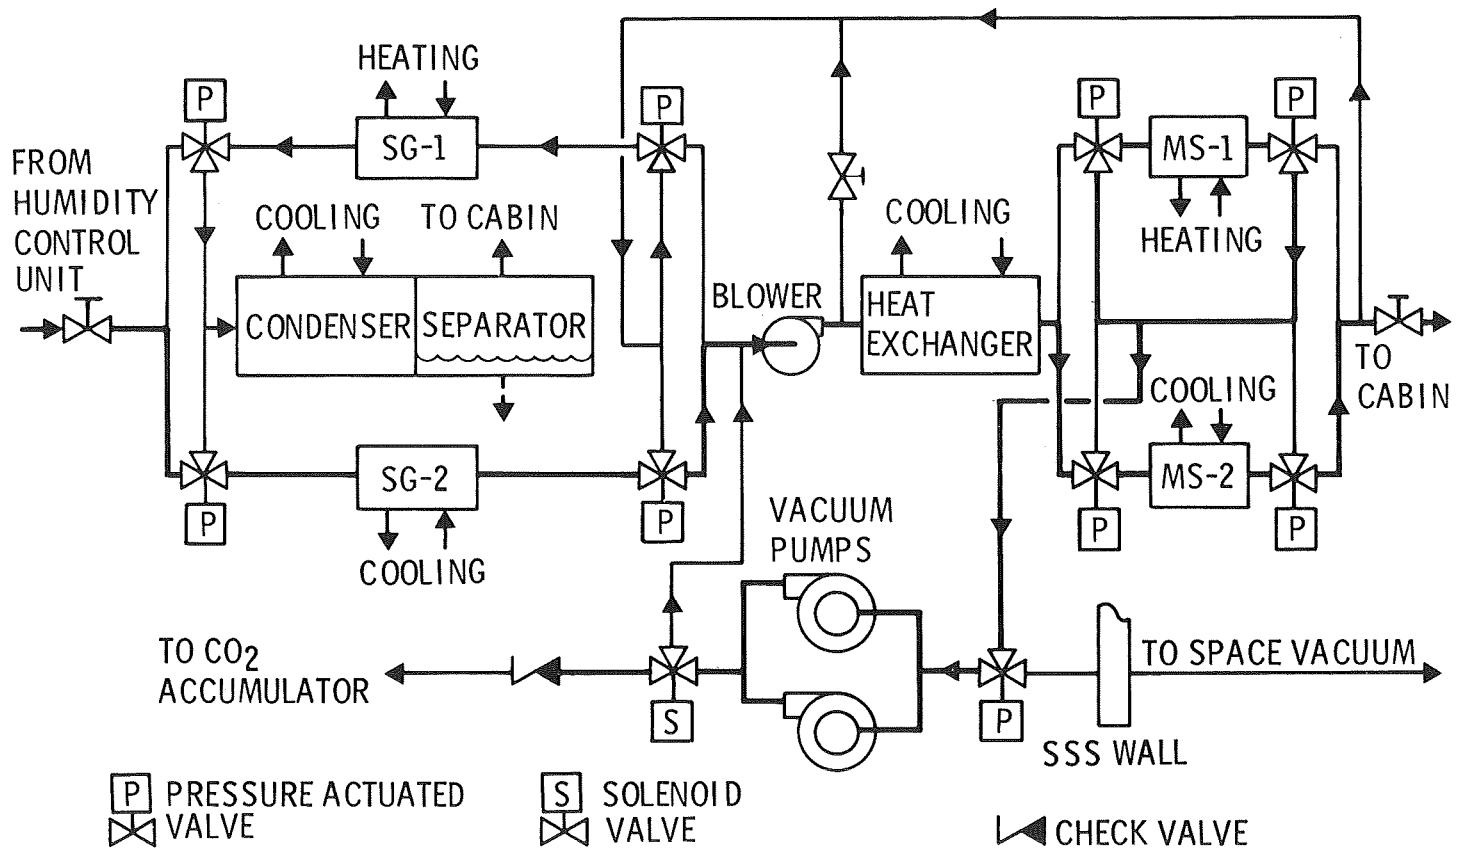 HEATING
P
P
P
P
SG-1
MS-1
FROM
HUMIDITY
CONTROL
UNIT
COOLING
TO CABIN
COOLING
HEATING
BLOWER
CONDENSER
SEPARATOR
HEAT
EXCHANGER
TO
CABIN
COOLING
SG-2
MS-2
P
P
P
P
COOLING
VACUUM
PUMPS
TO CO2
ACCUMULATOR
TO SPACE VACUUM
S
P
SSS WALL
P PRESSURE ACTUATED
VALVE
S SOLENOID
VALVE
CHECK VALVE